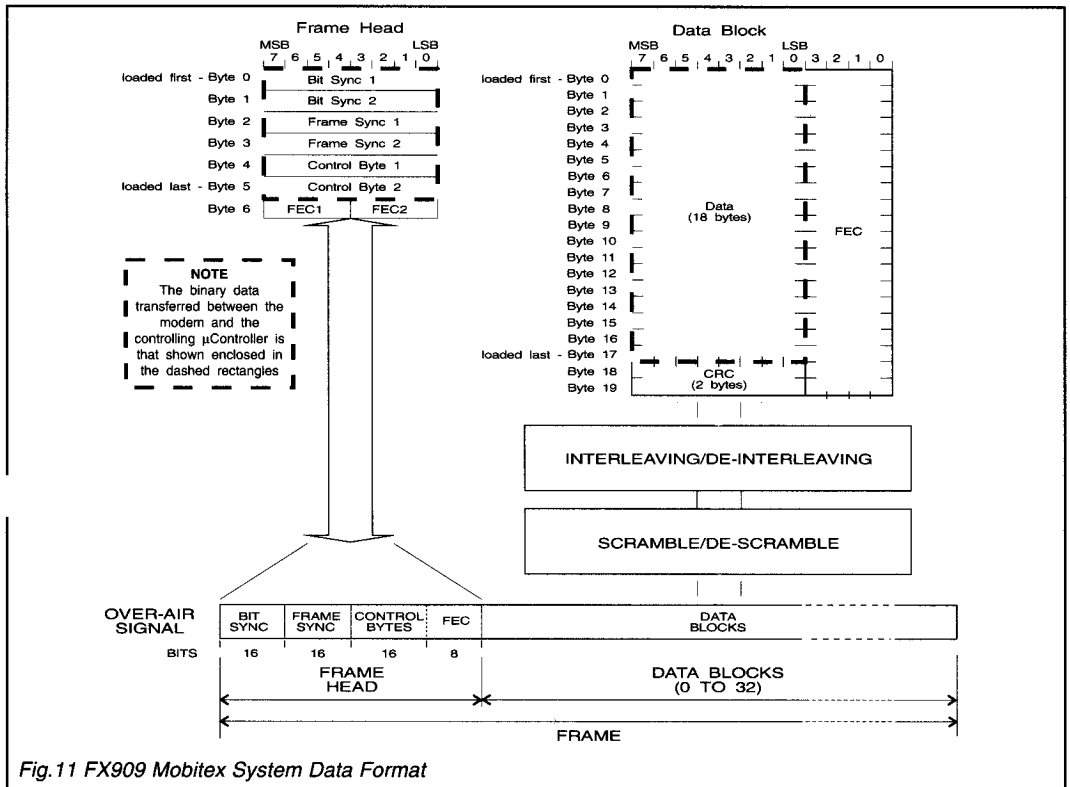 Frame Head
MSB LSB
7 6 5 4 3 2 1 0
loaded first - Byte 0 Bit Sync 1
Byte 1 Bit Sync 2
Byte 2 Frame Sync 1
Byte 3 Frame Sync 2
Byte 4 Control Byte 1
loaded last - Byte 5 Control Byte 2
Byte 6 FEC1 FEC2
NOTE
The binary data
transferred between the
modem and the
controlling µController is
that shown enclosed in
the dashed rectangles
Data Block
MSB LSB
7 6 5 4 3 2 1 0 3 2 1 0
loaded first - Byte 0
Byte 1
Byte 2
Byte 3
Byte 4
Byte 5
Byte 6
Byte 7
Byte 8
Byte 9
Byte 10
Byte 11
Byte 12
Byte 13
Byte 14
Byte 15
Byte 16
loaded last - Byte 17
Byte 18
Byte 19
Data
(18 bytes)
FEC
CRC
(2 bytes)
INTERLEAVING/DE-INTERLEAVING
SCRAMBLE/DE-SCRAMBLE
OVER-AIR
SIGNAL
BIT
SYNC
FRAME
SYNC
CONTROL
BYTES
FEC
DATA
BLOCKS
BITS 16 16 16 8
FRAME
HEAD
DATA BLOCKS
(0 TO 32)
FRAME
Fig.11 FX909 Mobitex System Data Format